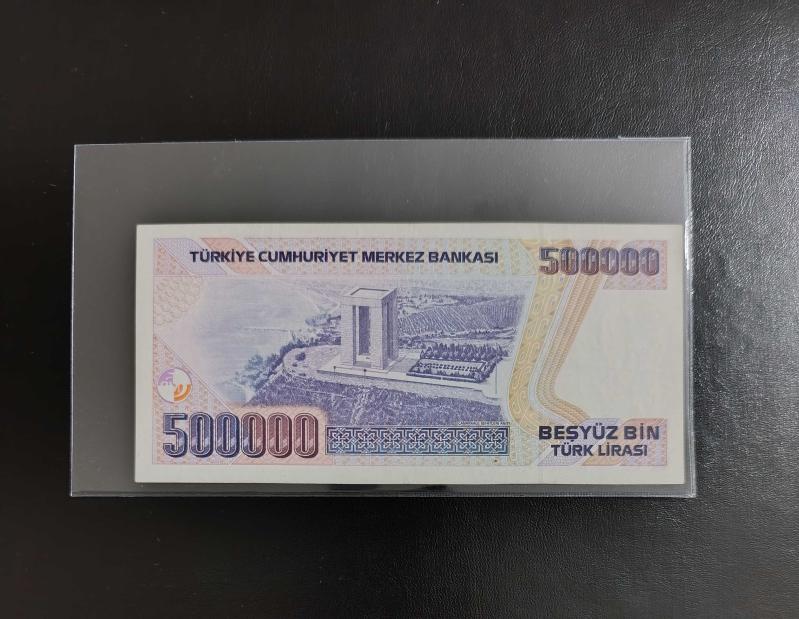 TÜRKİYE CUMHURİYET MERKEZ BANKASI
500000
500000
BEŞYÜZ BİN
TÜRK LİRASI